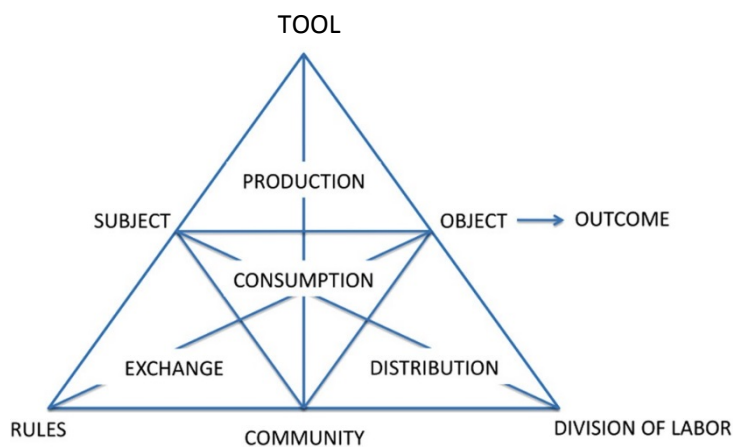 TOOL
PRODUCTION
SUBJECT
OBJECT
OUTCOME
CONSUMPTION
EXCHANGE
DISTRIBUTION
RULES
COMMUNITY
DIVISION OF LABOR